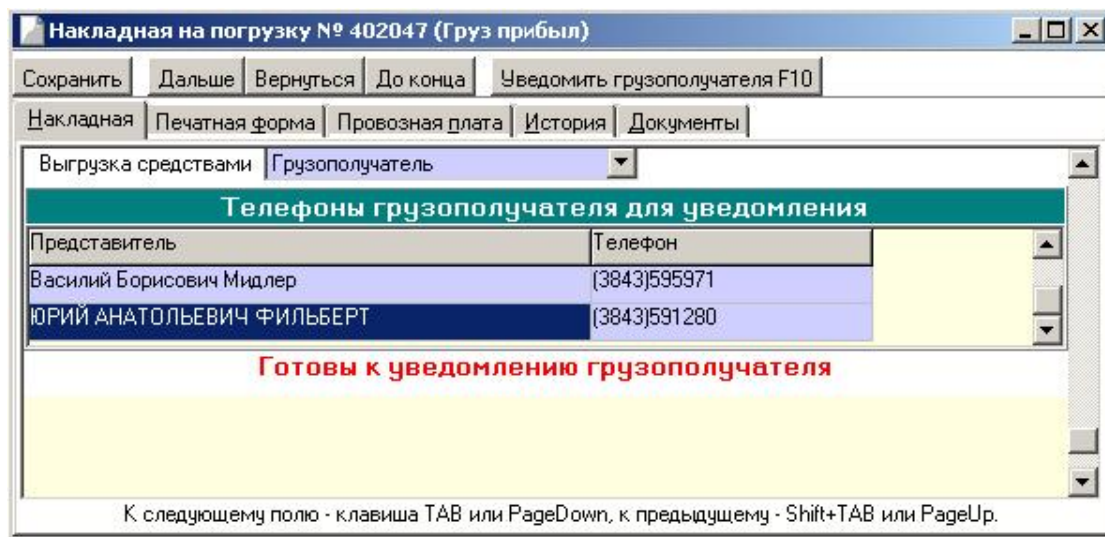 Накладная на погрузку № 402047 (Груз прибыл)
Сохранить Дальше Вернуться До конца Уведомить грузополучателя F10
Накладная Печатная форма Провозная плата История Документы
Выгрузка средствами Грузополучатель
Телефоны грузополучателя для уведомления
Представитель Телефон
Василий Борисович Мидлер (3843)595971
ЮРИЙ АНАТОЛЬЕВИЧ ФИЛЬБЕРТ (3843)591280
Готовы к уведомлению грузополучателя
К следующему полю - клавиша TAB или PageDown, к предыдущему - Shift+TAB или PageUp.